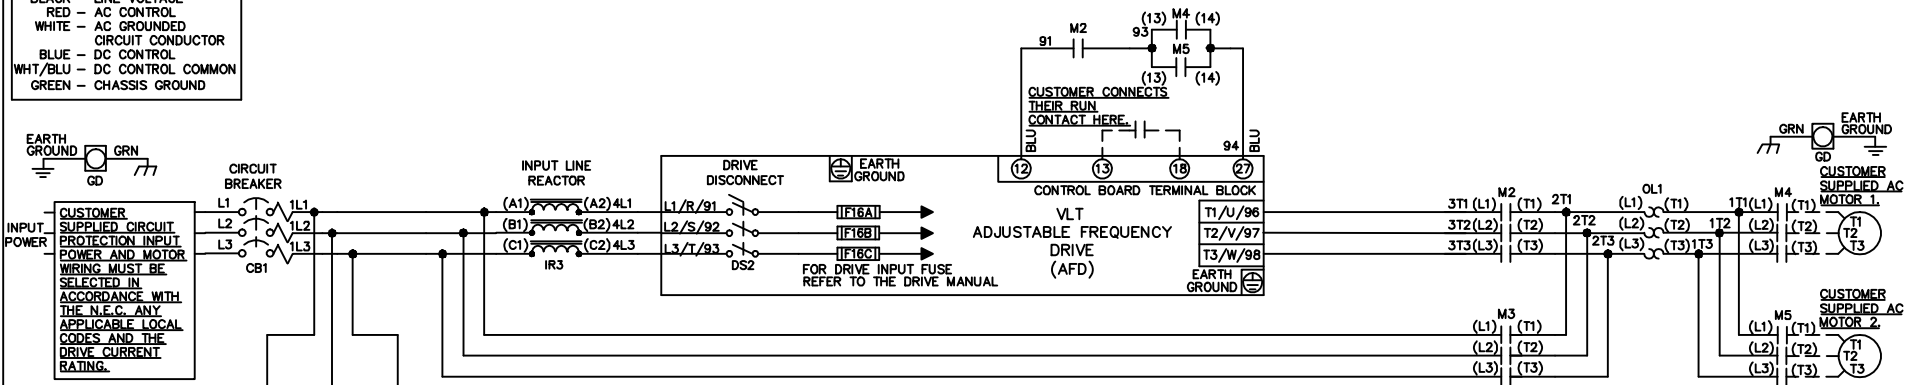 BLACK – LINE VOLTAGE
RED – AC CONTROL
WHITE – AC GROUNDED
CIRCUIT CONDUCTOR
BLUE – DC CONTROL
WHT/BLU – DC CONTROL COMMON
GREEN – CHASSIS GROUND
EARTH
GROUND
GRN
GD
INPUT
POWER
CUSTOMER
SUPPLIED CIRCUIT
PROTECTION INPUT
POWER AND MOTOR
WIRING MUST BE
SELECTED IN
ACCORDANCE WITH
THE N.E.C. ANY
APPLICABLE LOCAL
CODES AND THE
DRIVE CURRENT
RATING.
CIRCUIT
BREAKER
L1 1L1
L2 1L2
L3 1L3
CB1
INPUT LINE
REACTOR
(A1) (A2) 4L1
(B1) (B2) 4L2
(C1) (C2) 4L3
IR3
DRIVE
DISCONNECT
L1/R/91
L2/S/92
L3/T/93
DS2
EARTH
GROUND
F16A
F16B
F16C
FOR DRIVE INPUT FUSE
REFER TO THE DRIVE MANUAL
91 M2 93
(13) M4 (14)
M5
(13) (14)
CUSTOMER CONNECTS
THEIR RUN
CONTACT HERE.
BLU
94
BLU
12 13 18 27
CONTROL BOARD TERMINAL BLOCK
VLT
ADJUSTABLE FREQUENCY
DRIVE
(AFD)
T1/U/96
T2/V/97
T3/W/98
EARTH
GROUND
M2
3T1 (L1) (T1) 2T1
3T2 (L2) (T2) 2T2
3T3 (L3) (T3) 2T3
M3
(L1) (T1)
(L2) (T2)
(L3) (T3)
OL1
(L1) (T1) 1T1
(L2) (T2) 1T2
(L3) (T3) 1T3
GRN
GD
EARTH
GROUND
CUSTOMER
SUPPLIED AC
MOTOR 1.
M4
(L1) (T1) T1
(L2) (T2) T2
(L3) (T3) T3
CUSTOMER
SUPPLIED AC
MOTOR 2.
M5
(L1) (T1) T1
(L2) (T2) T2
(L3) (T3) T3